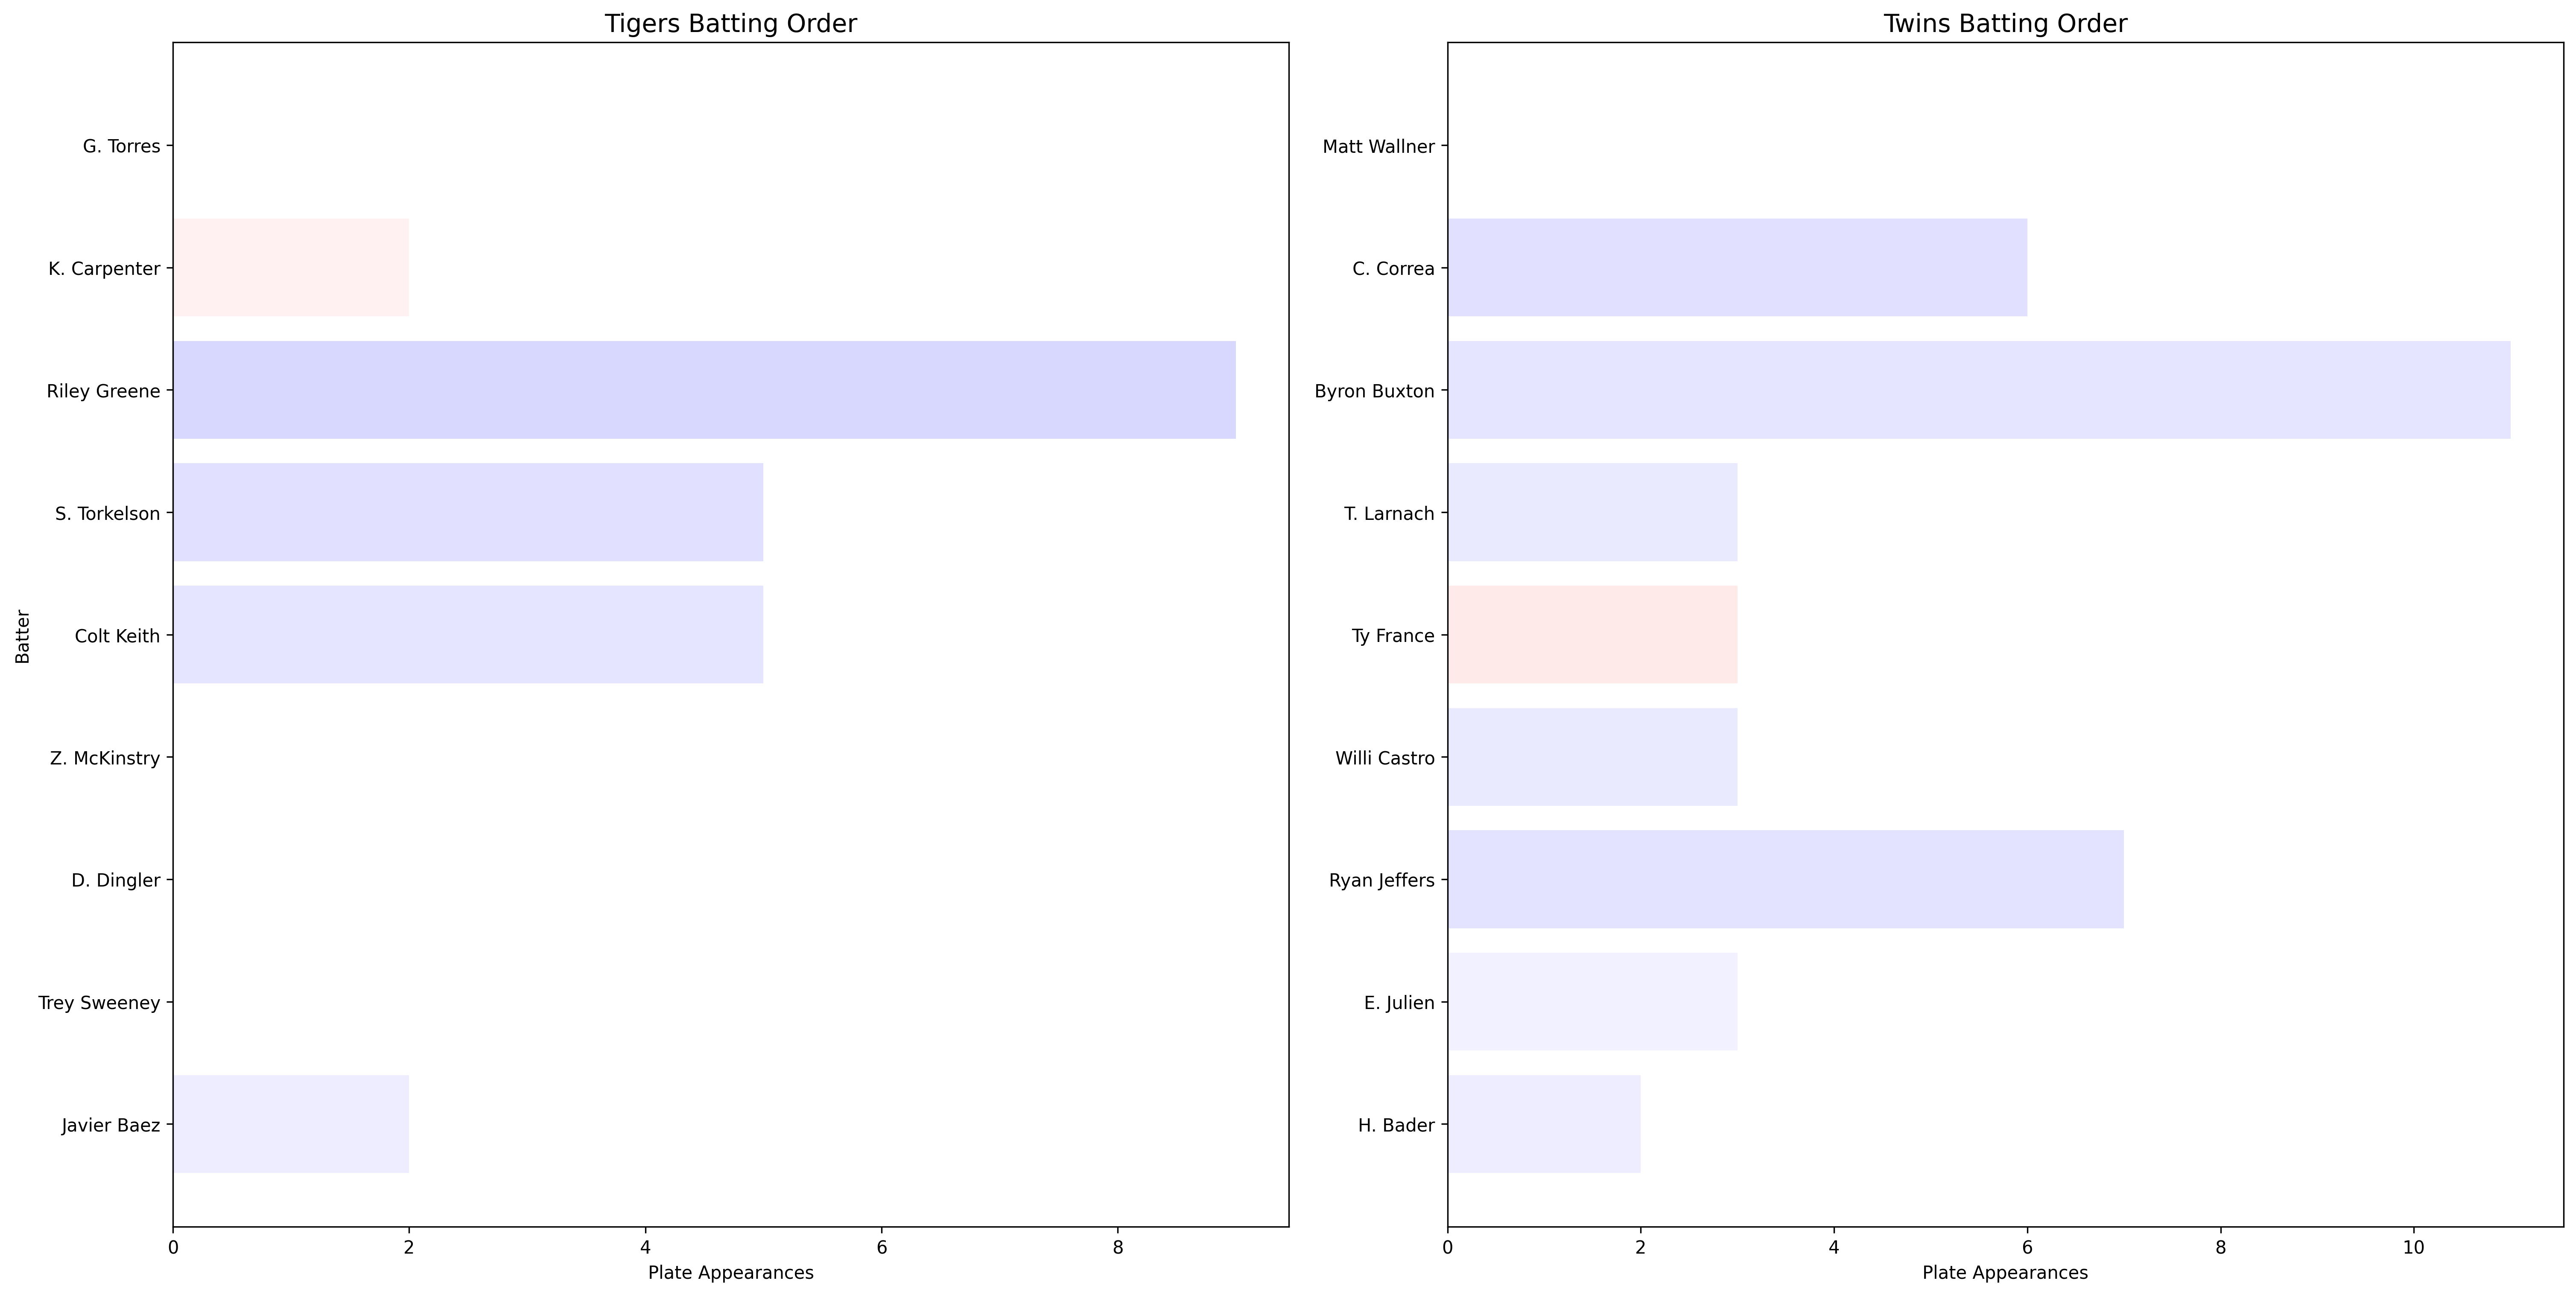 Tigers Batting Order
Batter
G. Torres
K. Carpenter
Riley Greene
S. Torkelson
Colt Keith
Z. McKinstry
D. Dingler
Trey Sweeney
Javier Baez
0 2 4 6 8
Plate Appearances
Twins Batting Order
Matt Wallner
C. Correa
Byron Buxton
T. Larnach
Ty France
Willi Castro
Ryan Jeffers
E. Julien
H. Bader
0 2 4 6 8 10
Plate Appearances